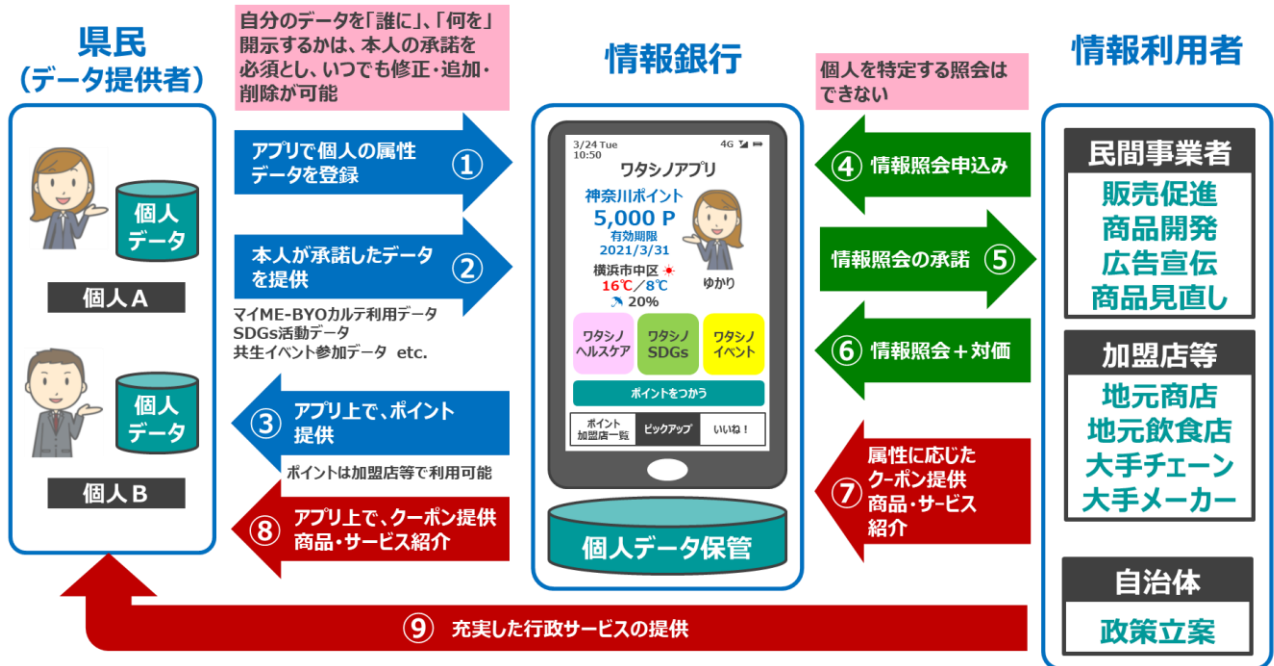 県民
(データ提供者)
自分のデータを「誰に」、「何を」
開示するかは、本人の承諾を
必須とし、いつでも修正・追加・
削除が可能
情報銀行
個人を特定する照会は
できない
情報利用者
個人
データ
個人A
個人
データ
個人B
アプリで個人の属性
データを登録
①
本人が承諾したデータ
を提供
②
マイME-BYOカルテ利用データ
SDGs活動データ
共生イベント参加データ etc.
③
アプリ上で、ポイント
提供
ポイントは加盟店等で利用可能
⑧
アプリ上で、クーポン提供
商品・サービス紹介
3/24 Tue
10:50
4G
ワタシノアプリ
神奈川ポイント
5,000 P
有効期限
2021/3/31
横浜市中区
16℃/8℃
20%
ゆかり
ワタシノ
ヘルスケア
ワタシノ
SDGs
ワタシノ
イベント
ポイントをつかう
ポイント
加盟店一覧
ピックアップ
いいね！
個人データ保管
④ 情報照会申込み
情報照会の承諾 ⑤
⑥ 情報照会＋対価
⑦
属性に応じた
クーポン提供
商品・サービス
紹介
民間事業者
販売促進
商品開発
広告宣伝
商品見直し
加盟店等
地元商店
地元飲食店
大手チェーン
大手メーカー
自治体
政策立案
⑨ 充実した行政サービスの提供